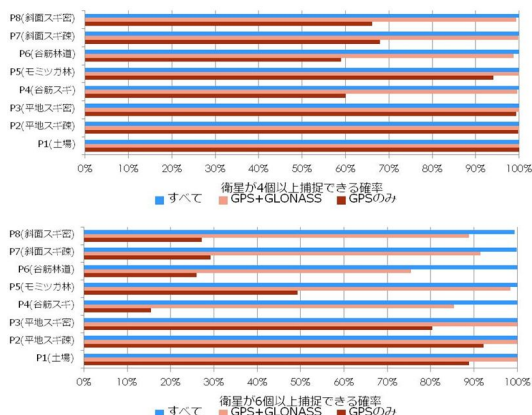 P8(斜面スギ密)
P7(斜面スギ疎)
P6(谷筋林道)
P5(モミツガ林)
P4(谷筋スギ)
P3(平地スギ密)
P2(平地スギ疎)
P1(土場)
0% 10% 20% 30% 40% 50% 60% 70% 80% 90% 100%
衛星が4個以上捕捉できる確率
すべて GPS+GLONASS GPSのみ
P8(斜面スギ密)
P7(斜面スギ疎)
P6(谷筋林道)
P5(モミツガ林)
P4(谷筋スギ)
P3(平地スギ密)
P2(平地スギ疎)
P1(土場)
0% 10% 20% 30% 40% 50% 60% 70% 80% 90% 100%
衛星が6個以上捕捉できる確率
すべて GPS+GLONASS GPSのみ